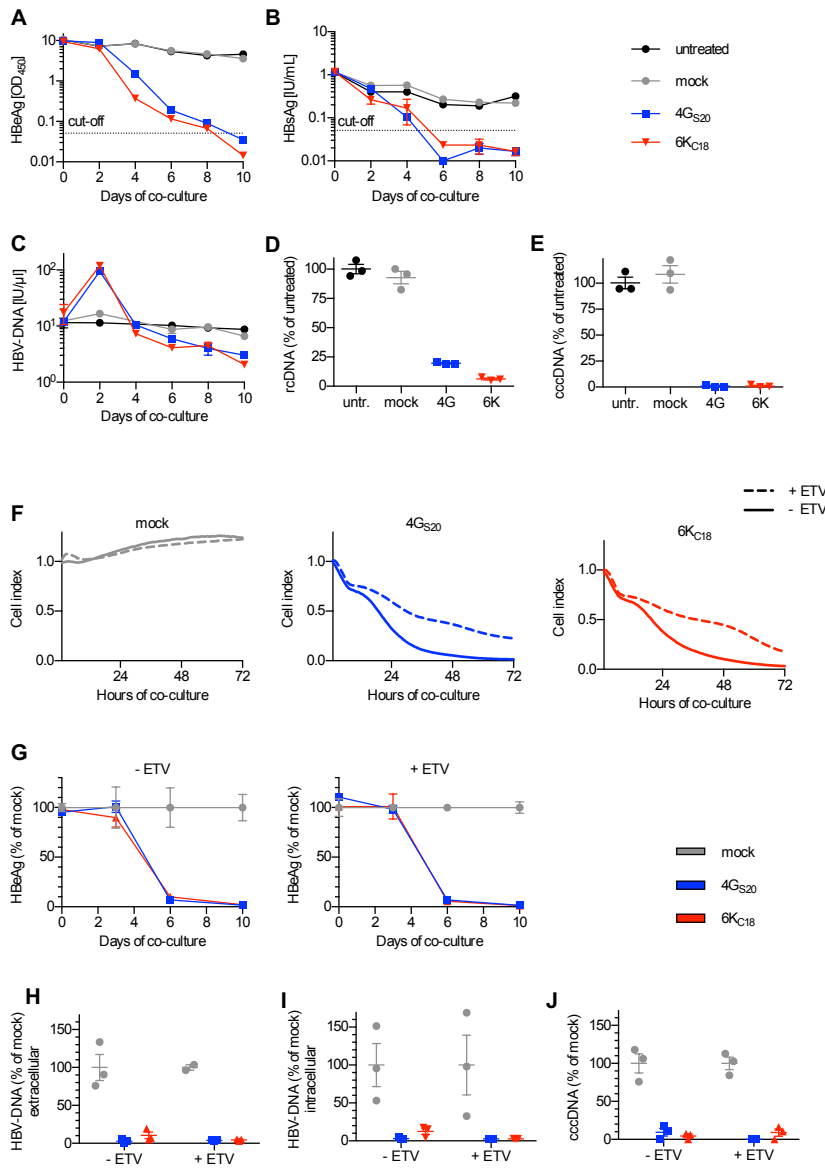 A
HBeAg [OD450]
10
1
0.1
0.01
cut-off
0 2 4 6 8 10
Days of co-culture
B
HBsAg [IU/mL]
10
1
0.1
0.01
cut-off
0 2 4 6 8 10
Days of co-culture
untreated
mock
4GS20
6KC18
C
HBV- DNA [IU/µl]
10²
10¹
10⁰
0 2 4 6 8 10
Days of co-culture
D
rcDNA (% of untreated)
100
75
50
25
0
untr. mock 4G 6K
E
cccDNA (% of untreated)
100
75
50
25
0
untr. mock 4G 6K
F
mock
Cell index
1.0
0.5
0.0
24 48 72
Hours of co-culture
4GS20
Cell index
1.0
0.5
0.0
24 48 72
Hours of co-culture
6KC18
Cell index
1.0
0.5
0.0
24 48 72
Hours of co-culture
+ ETV
- ETV
G
- ETV
HBeAg (% of mock)
100
50
0
0 2 4 6 8 10
Days of co-culture
+ ETV
HBeAg (% of mock)
100
50
0
0 2 4 6 8 10
Days of co-culture
mock
4GS20
6KC18
H
HBV-DNA (% of mock)
extracellular
150
100
50
0
- ETV + ETV
I
HBV-DNA (% of mock)
intracellular
150
100
50
0
- ETV + ETV
J
cccDNA (% of mock)
150
100
50
0
- ETV + ETV